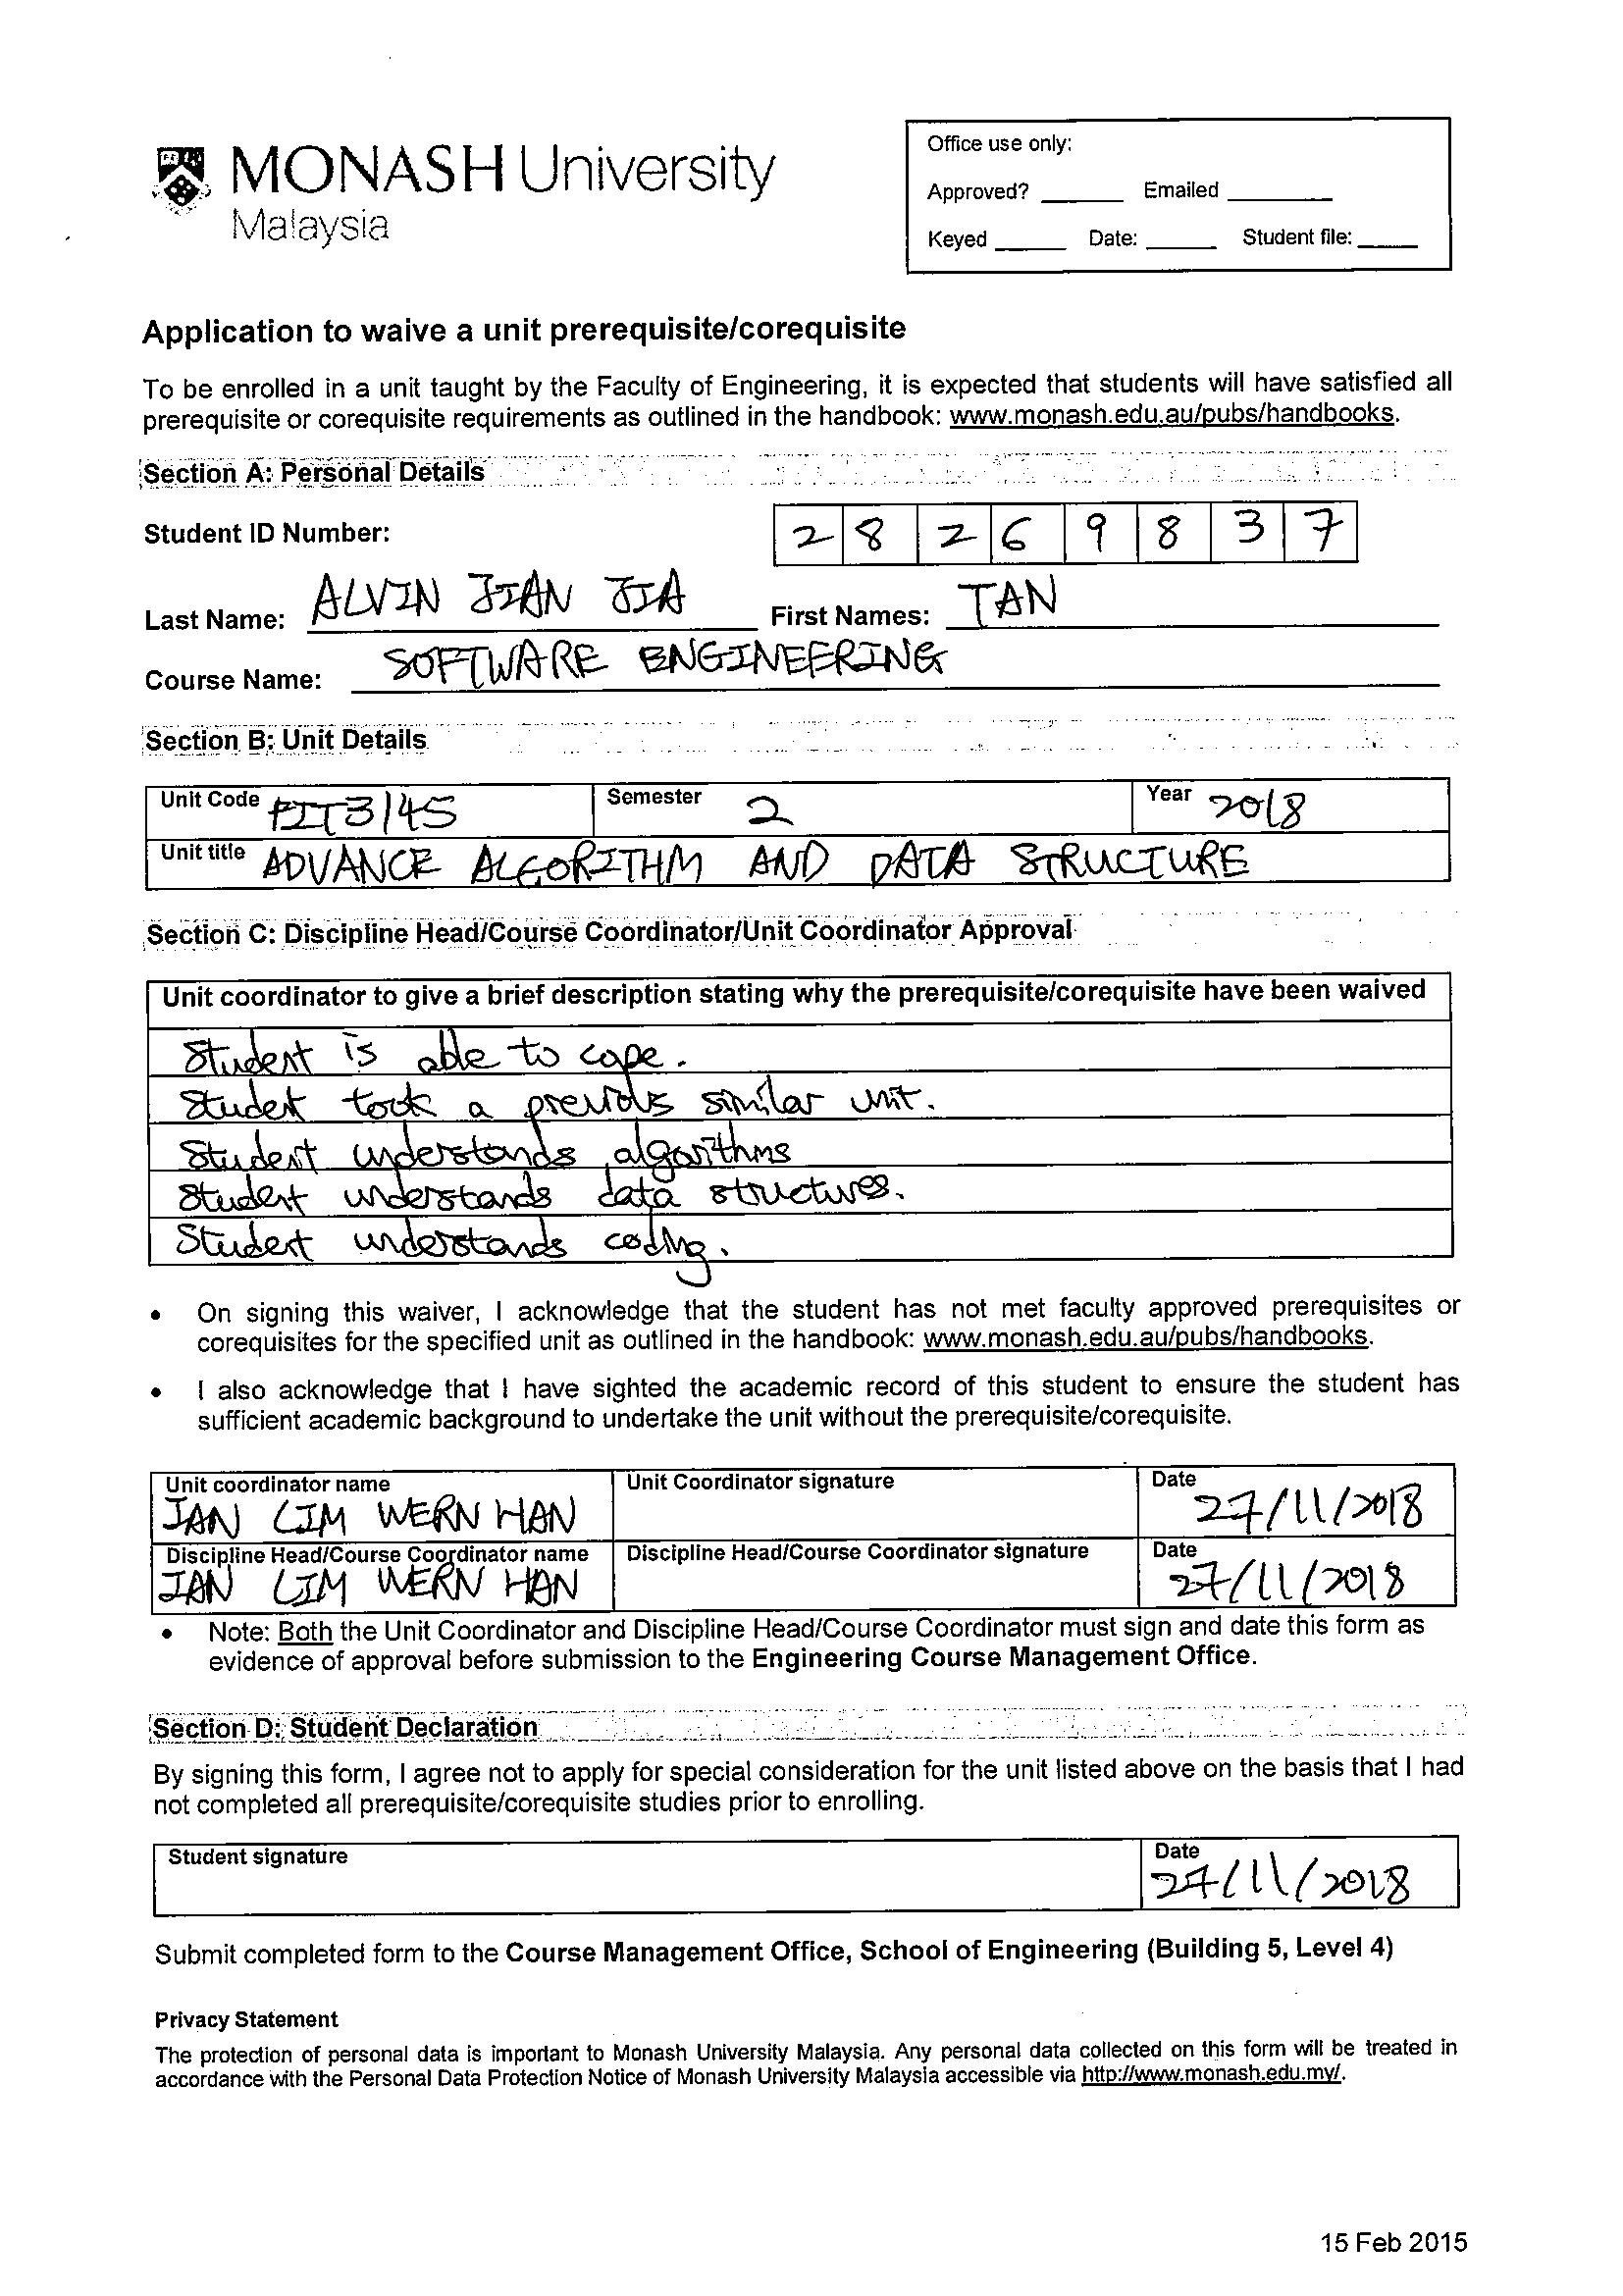 MONASH University
Malaysia
Office use only:
Approved? ______ Emailed ______
Keyed ______ Date: ______ Student file: ______
Application to waive a unit prerequisite/corequisite
To be enrolled in a unit taught by the Faculty of Engineering, it is expected that students will have satisfied all
prerequisite or corequisite requirements as outlined in the handbook: www.monash.edu.au/pubs/handbooks.
Section A: Personal Details
Student ID Number: 2 8 2 6 9 8 3 7
Last Name: ALVIN JIAN JIA First Names: TAN
Course Name: SOFTWARE ENGINEERING
Section B: Unit Details
Unit Code FIT3145 Semester 2 Year 2018
Unit title ADVANCE ALGORITHM AND DATA STRUCTURE
Section C: Discipline Head/Course Coordinator/Unit Coordinator Approval
Unit coordinator to give a brief description stating why the prerequisite/corequisite have been waived
Student is able to cope.
Student took a previous similar unit.
Student understands algorithms
Student understands data structures.
Student understands coding.
• On signing this waiver, I acknowledge that the student has not met faculty approved prerequisites or
corequisites for the specified unit as outlined in the handbook: www.monash.edu.au/pubs/handbooks.
• I also acknowledge that I have sighted the academic record of this student to ensure the student has
sufficient academic background to undertake the unit without the prerequisite/corequisite.
Unit coordinator name Unit Coordinator signature Date
IAN LIM WERN HAN 27/11/2018
Discipline Head/Course Coordinator name Discipline Head/Course Coordinator signature Date
IAN LIM WERN HAN 27/11/2018
• Note: Both the Unit Coordinator and Discipline Head/Course Coordinator must sign and date this form as
evidence of approval before submission to the Engineering Course Management Office.
Section D: Student Declaration
By signing this form, I agree not to apply for special consideration for the unit listed above on the basis that I had
not completed all prerequisite/corequisite studies prior to enrolling.
Student signature Date
27/11/2018
Submit completed form to the Course Management Office, School of Engineering (Building 5, Level 4)
Privacy Statement
The protection of personal data is important to Monash University Malaysia. Any personal data collected on this form will be treated in
accordance with the Personal Data Protection Notice of Monash University Malaysia accessible via http://www.monash.edu.my/.
15 Feb 2015